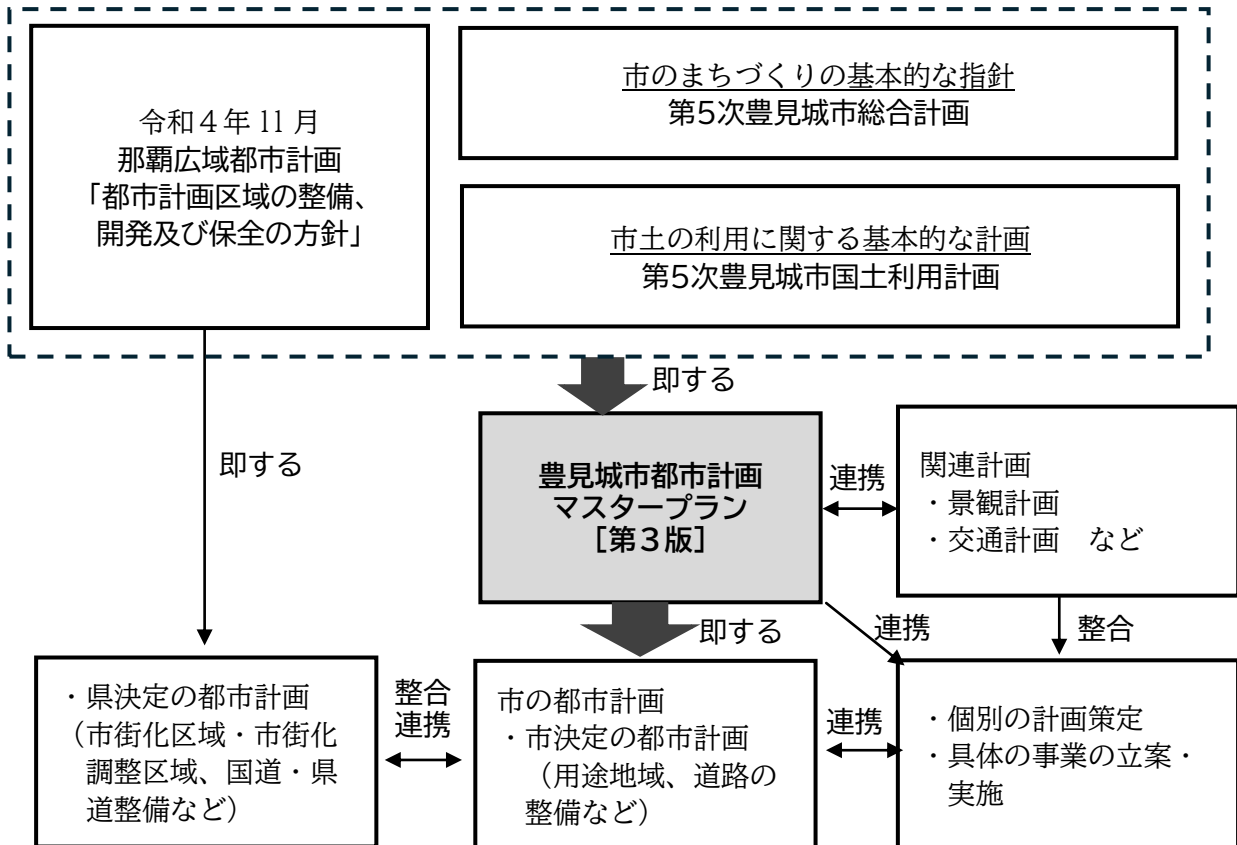 令和４年 11 月
那覇広域都市計画
「都市計画区域の整備、
開発及び保全の方針」
市のまちづくりの基本的な指針
第5次豊見城市総合計画
市土の利用に関する基本的な計画
第5次豊見城市国土利用計画
即する
即する
豊見城市都市計画
マスタープラン
［第３版］
連携
関連計画
・景観計画
・交通計画　など
即する
連携
整合
・県決定の都市計画
（市街化区域・市街化
調整区域、国道・県
道整備など）
整合
連携
市の都市計画
・市決定の都市計画
（用途地域、道路の
整備など）
連携
・個別の計画策定
・具体の事業の立案・
実施